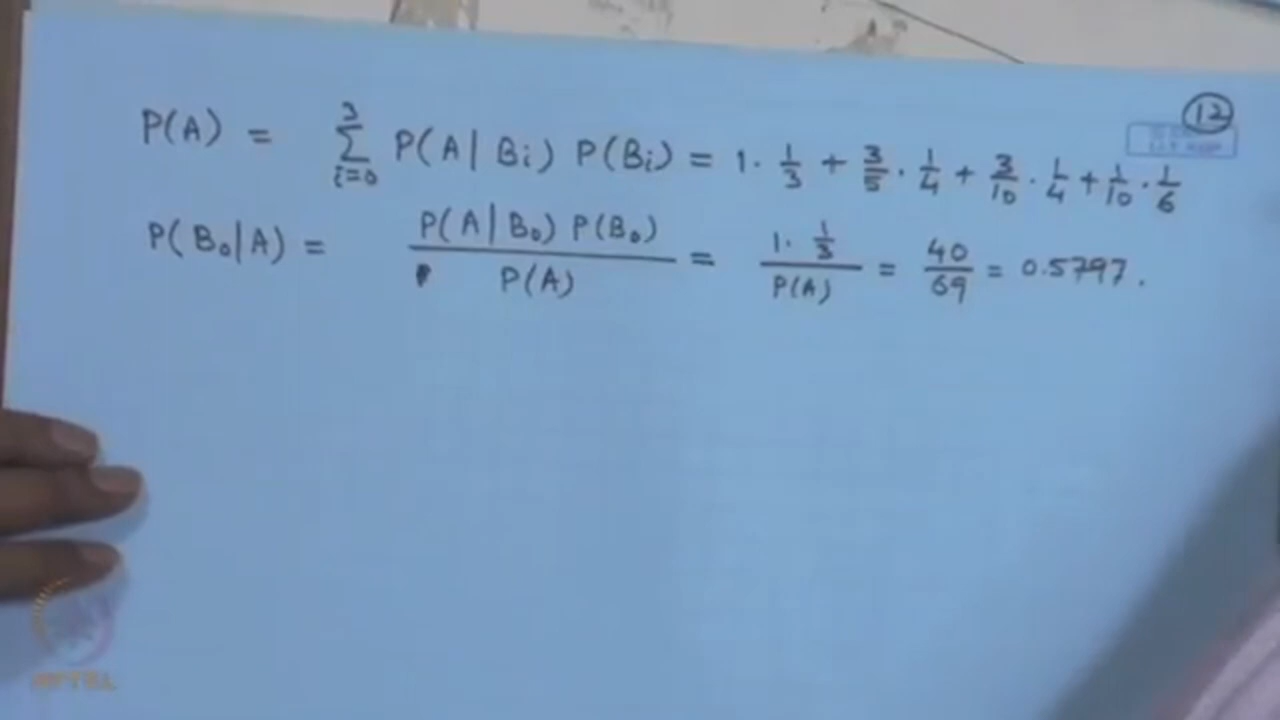 12
P(A) = 3 Σ i=0 P(A | Bi) P(Bi) = 1 · 1/3 + 3/5 · 1/4 + 3/10 · 1/4 + 1/10 · 1/6
P(B₀|A) = P(A | B₀) P(B₀) / P(A) = 1 · 1/3 / P(A) = 40/69 = 0.5797 .
NPTEL